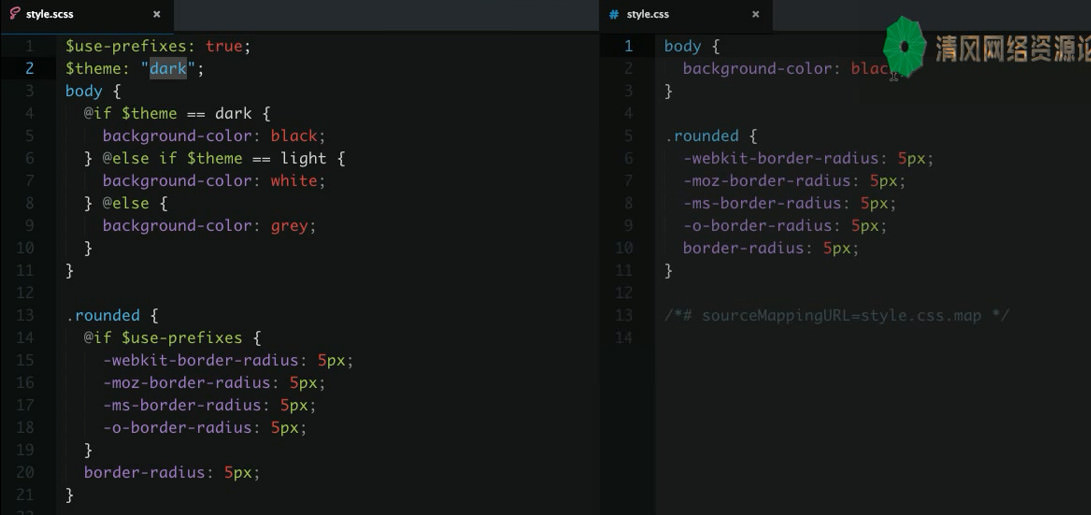 style.scss ×
1 $use-prefixes: true;
2 $theme: "dark";
3 body {
4 @if $theme == dark {
5 background-color: black;
6 } @else if $theme == light {
7 background-color: white;
8 } @else {
9 background-color: grey;
10 }
11 }
12
13 .rounded {
14 @if $use-prefixes {
15 -webkit-border-radius: 5px;
16 -moz-border-radius: 5px;
17 -ms-border-radius: 5px;
18 -o-border-radius: 5px;
19 }
20 border-radius: 5px;
21 }
# style.css ×
1 body {
2 background-color: blac
3 }
4
5 .rounded {
6 -webkit-border-radius: 5px;
7 -moz-border-radius: 5px;
8 -ms-border-radius: 5px;
9 -o-border-radius: 5px;
10 border-radius: 5px;
11 }
12
13 /*# sourceMappingURL=style.css.map */
14
清风网络资源论